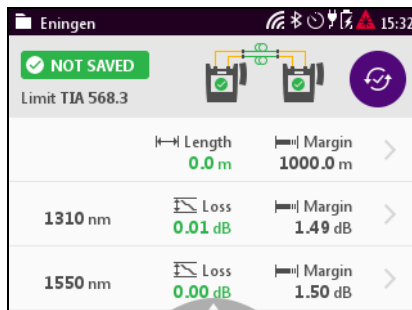 Eningen 15:32
NOT SAVED
Limit TIA 568.3
Length Margin
0.0 m 1000.0 m
1310 nm Loss Margin
0.01 dB 1.49 dB
1550 nm Loss Margin
0.00 dB 1.50 dB